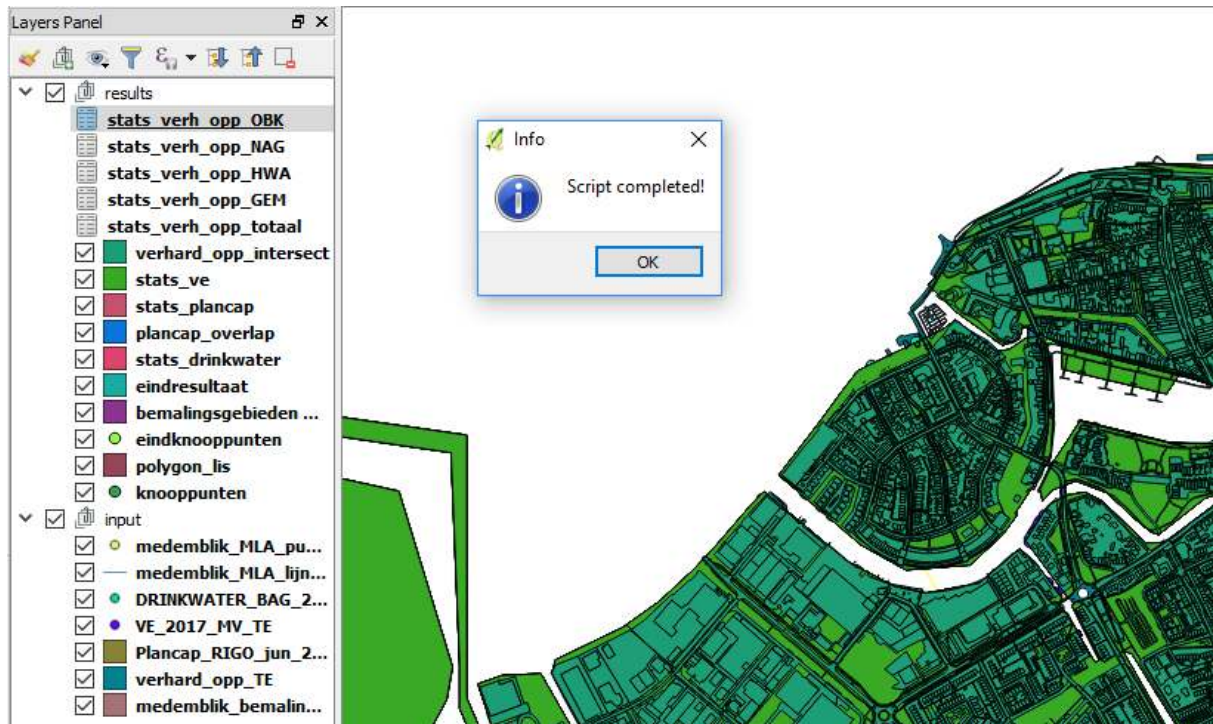 Layers Panel
results
stats_verh_opp_OBK
stats_verh_opp_NAG
stats_verh_opp_HWA
stats_verh_opp_GEM
stats_verh_opp_totaal
verhard_opp_intersect
stats_ve
stats_plancap
plancap_overlap
stats_drinkwater
eindresultaat
bemalingsgebieden ...
eindknooppunten
polygon_lis
knooppunten
input
medemblik_MLA_pu...
medemblik_MLA_lijn...
DRINKWATER_BAG_2...
VE_2017_MV_TE
Plancap_RIGO_jun_2...
verhard_opp_TE
medemblik_bemalin...
Info
Script completed!
OK